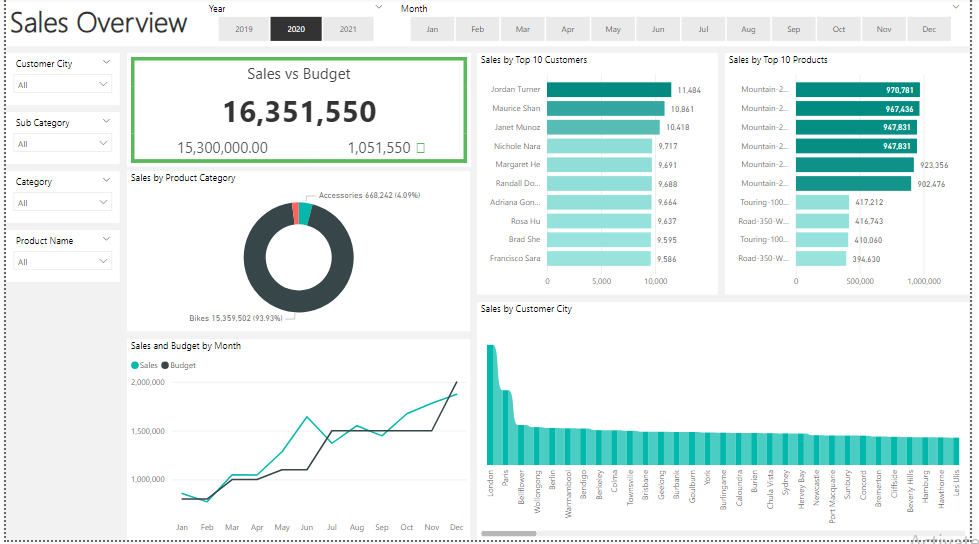 Sales Overview
Year
2019
2020
2021
Month
Jan
Feb
Mar
Apr
May
Jun
Jul
Aug
Sep
Oct
Nov
Dec
Customer City
All
Sub Category
All
Category
All
Product Name
All
Sales vs Budget
16,351,550
15,300,000.00
1,051,550
Sales by Product Category
Accessories 668,242 (4.09%)
Bikes 15,359,502 (93.93%)
Sales and Budget by Month
Sales
Budget
2,000,000
1,500,000
1,000,000
Jan
Feb
Mar
Apr
May
Jun
Jul
Aug
Sep
Oct
Nov
Dec
Sales by Top 10 Customers
Jordan Turner 11,484
Maurice Shan 10,861
Janet Munoz 10,418
Nichole Nara 9,717
Margaret He 9,691
Randall Do... 9,688
Adriana Gon... 9,664
Rosa Hu 9,637
Brad She 9,595
Francisco Sara 9,586
0
5,000
10,000
Sales by Top 10 Products
Mountain-2... 970,781
Mountain-2... 967,436
Mountain-2... 947,831
Mountain-2... 947,831
Mountain-2... 923,356
Mountain-2... 902,476
Touring-100... 417,212
Road-350-W... 416,743
Touring-100... 410,060
Road-350-W... 394,630
0
500,000
1,000,000
Sales by Customer City
London
Paris
Bellflower
Wollongong
Berlin
Warrnambool
Bendigo
Berkeley
Colma
Townsville
Brisbane
Geelong
Burbank
Goulburn
York
Burlingame
Caloundra
Burien
Chula Vista
Sydney
Hervey Bay
Newcastle
Port Macquarie
Sunbury
Concord
Bremerton
Cliffside
Beverly Hills
Hamburg
Hawthorne
Les Ulis